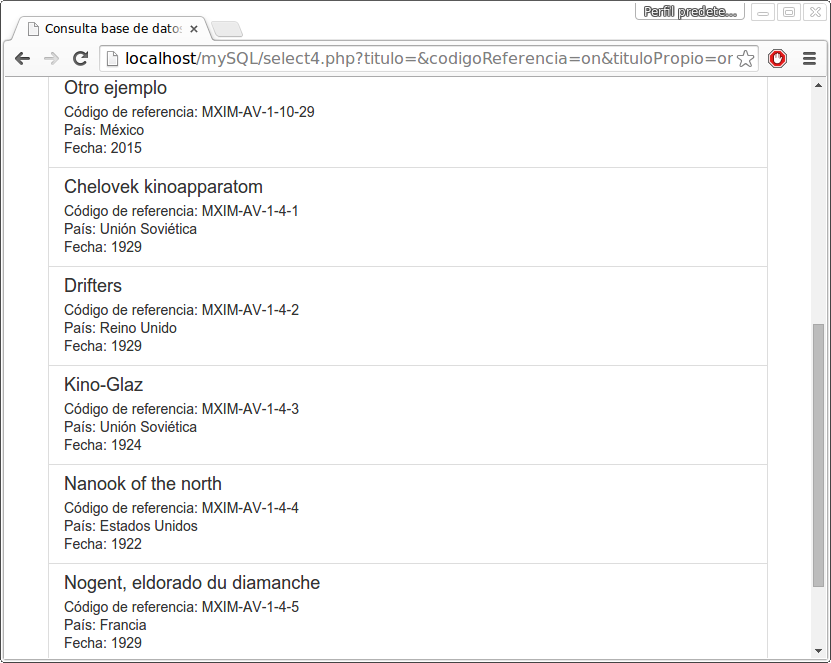 Perfil predete...
Consulta base de datos
localhost/mySQL/select4.php?titulo=&codigoReferencia=on&tituloPropio=or
Otro ejemplo
Código de referencia: MXIM-AV-1-10-29
País: México
Fecha: 2015
Chelovek kinoapparatom
Código de referencia: MXIM-AV-1-4-1
País: Unión Soviética
Fecha: 1929
Drifters
Código de referencia: MXIM-AV-1-4-2
País: Reino Unido
Fecha: 1929
Kino-Glaz
Código de referencia: MXIM-AV-1-4-3
País: Unión Soviética
Fecha: 1924
Nanook of the north
Código de referencia: MXIM-AV-1-4-4
País: Estados Unidos
Fecha: 1922
Nogent, eldorado du diamanche
Código de referencia: MXIM-AV-1-4-5
País: Francia
Fecha: 1929